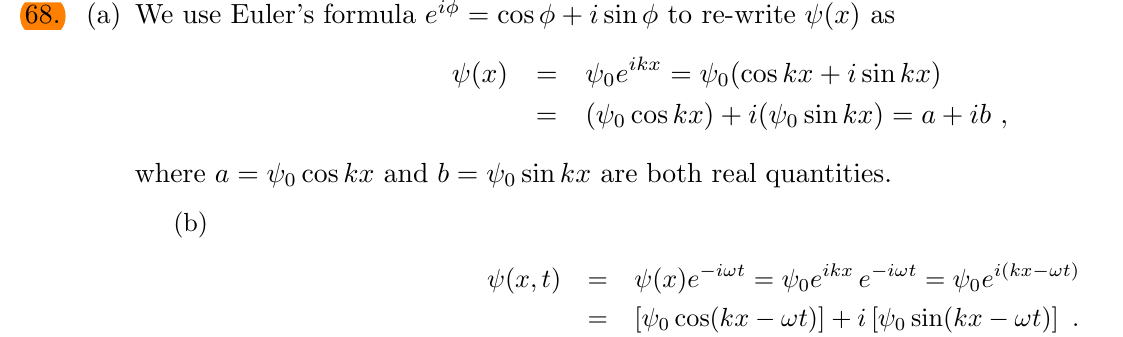 68. (a) We use Euler's formula e^{iϕ} = cos ϕ + i sin ϕ to re-write ψ(x) as
ψ(x) = ψ₀e^{ikx} = ψ₀(cos kx + i sin kx)
= (ψ₀ cos kx) + i(ψ₀ sin kx) = a + ib ,
where a = ψ₀ cos kx and b = ψ₀ sin kx are both real quantities.
(b)
ψ(x, t) = ψ(x)e^{−iωt} = ψ₀e^{ikx} e^{−iωt} = ψ₀e^{i(kx−ωt)}
= [ψ₀ cos(kx − ωt)] + i [ψ₀ sin(kx − ωt)] .